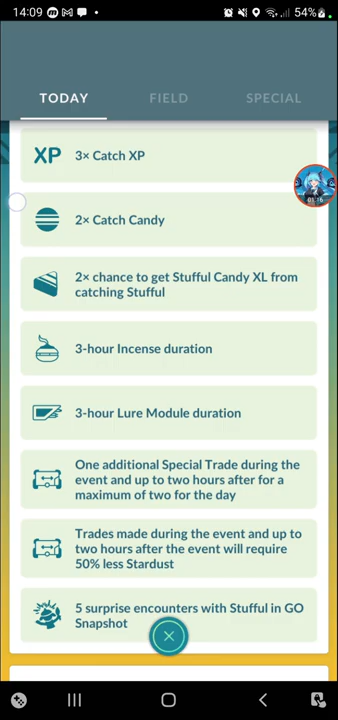 14:09
54%
TODAY FIELD SPECIAL
XP 3× Catch XP
01:16
2× Catch Candy
2× chance to get Stufful Candy XL from
catching Stufful
3-hour Incense duration
3-hour Lure Module duration
One additional Special Trade during the
event and up to two hours after for a
maximum of two for the day
Trades made during the event and up to
two hours after the event will require
50% less Stardust
5 surprise encounters with Stufful in GO
Snapshot